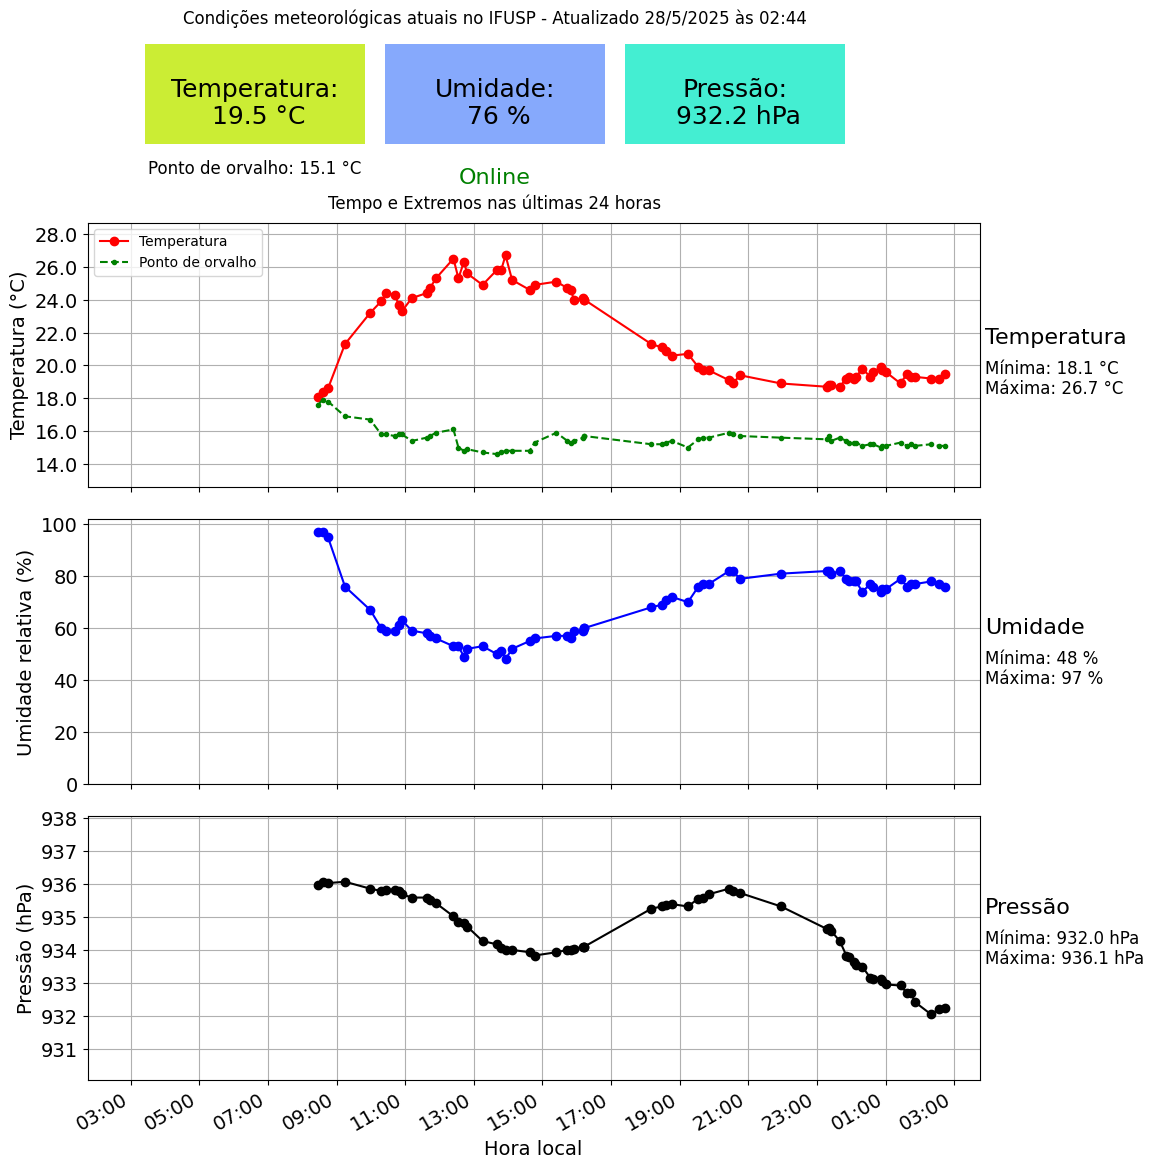 Condições meteorológicas atuais no IFUSP - Atualizado 28/5/2025 às 02:44
Temperatura:
19.5 °C
Umidade:
76 %
Pressão:
932.2 hPa
Ponto de orvalho: 15.1 °C
Online
Tempo e Extremos nas últimas 24 horas
Temperatura
Ponto de orvalho
Temperatura (°C)
28.0
26.0
24.0
22.0
20.0
18.0
16.0
14.0
Temperatura
Mínima: 18.1 °C
Máxima: 26.7 °C
Umidade relativa (%)
100
80
60
40
20
0
Umidade
Mínima: 48 %
Máxima: 97 %
Pressão (hPa)
938
937
936
935
934
933
932
931
Pressão
Mínima: 932.0 hPa
Máxima: 936.1 hPa
03:00 05:00 07:00 09:00 11:00 13:00 15:00 17:00 19:00 21:00 23:00 01:00 03:00
Hora local